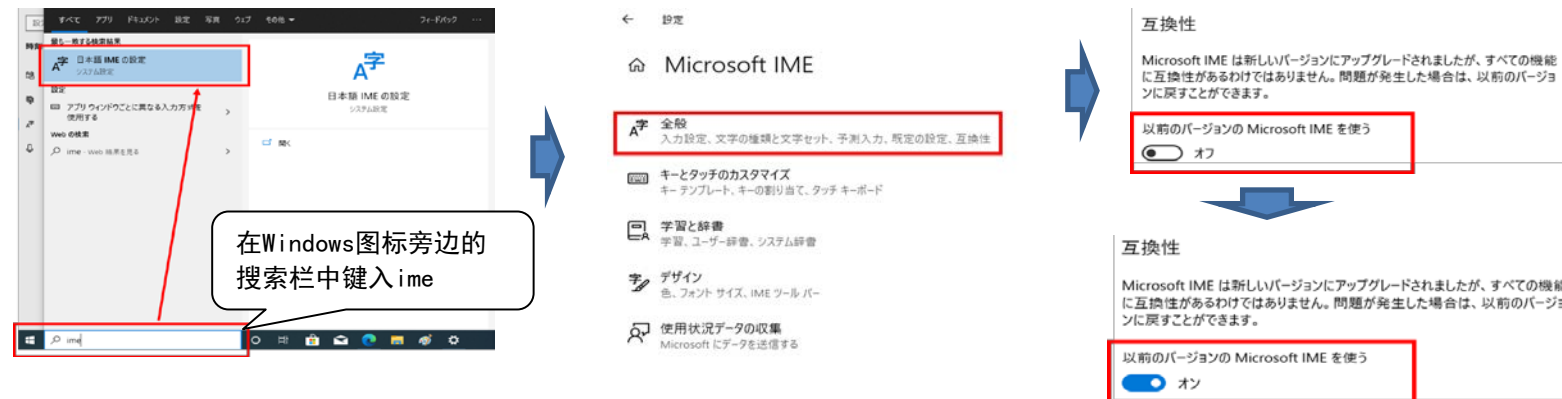 すべて アプリ ドキュメント 設定 写真 ウェブ その他 フィードバック ···
最も一致する検索結果
日本語 IME の設定
システム設定
設定
アプリ ウィンドウごとに異なる入力方式を
使用する
Web の検索
ime - Web 結果を見る
日本語 IME の設定
システム設定
開く
在Windows图标旁边的
搜索栏中键入ime
ime
設定
Microsoft IME
全般
入力設定、文字の種類と文字セット、予測入力、既定の設定、互換性
キーとタッチのカスタマイズ
キー テンプレート、キーの割り当て、タッチ キーボード
学習と辞書
学習、ユーザー辞書、システム辞書
デザイン
色、フォント サイズ、IME ツール バー
使用状況データの収集
Microsoft にデータを送信する
互換性
Microsoft IME は新しいバージョンにアップグレードされましたが、すべての機能
に互換性があるわけではありません。問題が発生した場合は、以前のバージョ
ンに戻すことができます。
以前のバージョンの Microsoft IME を使う
オフ
互換性
Microsoft IME は新しいバージョンにアップグレードされましたが、すべての機能
に互換性があるわけではありません。問題が発生した場合は、以前のバージョ
ンに戻すことができます。
以前のバージョンの Microsoft IME を使う
オン